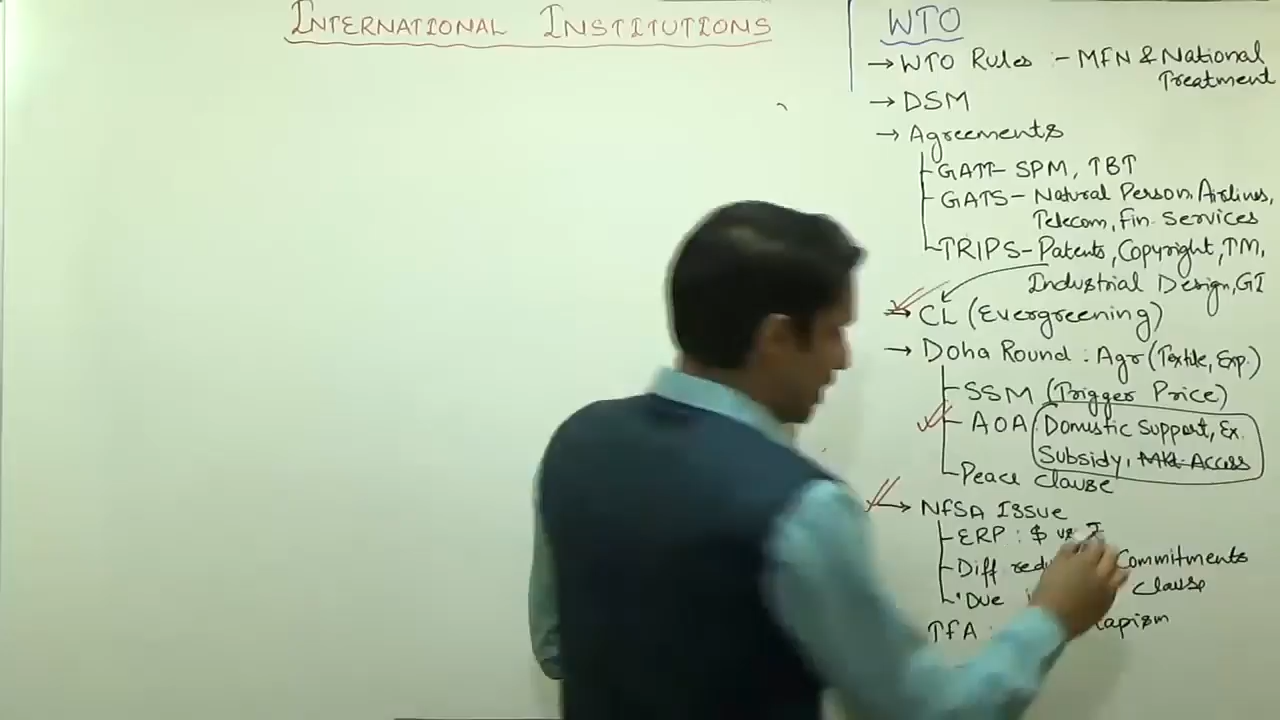 INTERNATIONAL INSTITUTIONS
WTO
→ WTO Rules :- MFN & National
Treatment
→ DSM
→ Agreements
GATT- SPM, TBT
GATS- Natural Person, Airlines,
Telecom, Fin. Services
TRIPS- Patents, Copyright, TM,
Industrial Design, GI
→ CL (Evergreening)
→ Doha Round : Agr (Textile, Exp.)
SSM (Trigger Price)
AOA Domestic Support, Ex.
Subsidy, Mkt. Access
Peace Clause
→ NFSA Issue
ERP : $ vs ₹
Diff Commitments
'Due Clause
TFA :